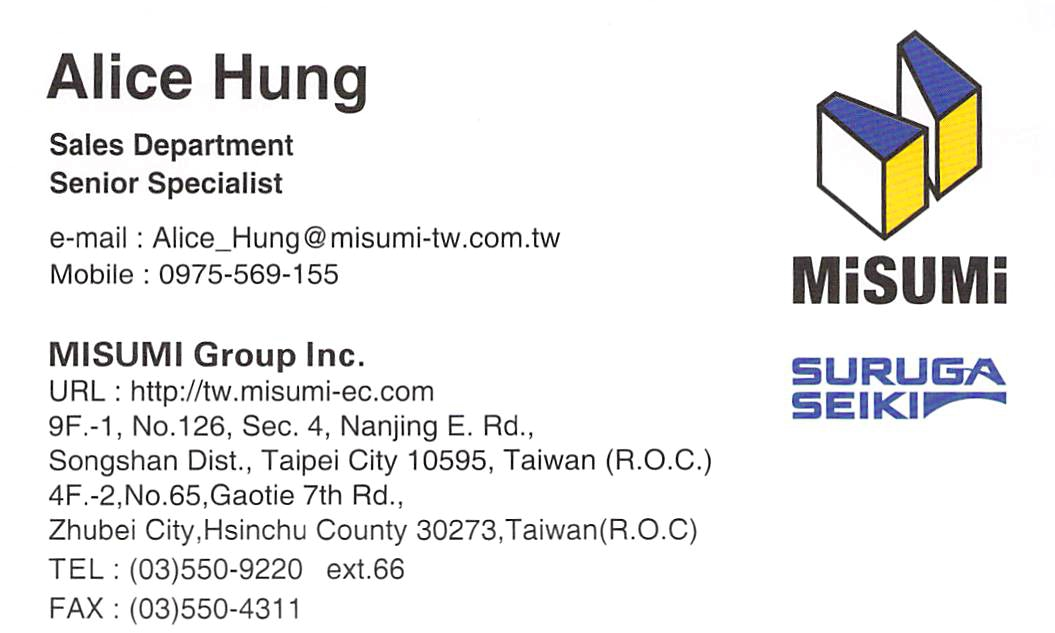 Alice Hung
Sales Department
Senior Specialist
e-mail : Alice_Hung@misumi-tw.com.tw
Mobile : 0975-569-155
MiSUMi
SURUGA
SEIKI
MISUMI Group Inc.
URL : http://tw.misumi-ec.com
9F.-1, No.126, Sec. 4, Nanjing E. Rd.,
Songshan Dist., Taipei City 10595, Taiwan (R.O.C.)
4F.-2,No.65,Gaotie 7th Rd.,
Zhubei City,Hsinchu County 30273,Taiwan(R.O.C)
TEL : (03)550-9220 ext.66
FAX : (03)550-4311